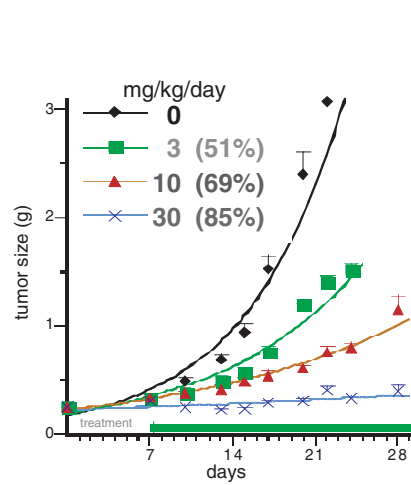 mg/kg/day
0
3 (51%)
10 (69%)
30 (85%)
tumor size (g)
3
2
1
0
treatment
7 14 21 28
days